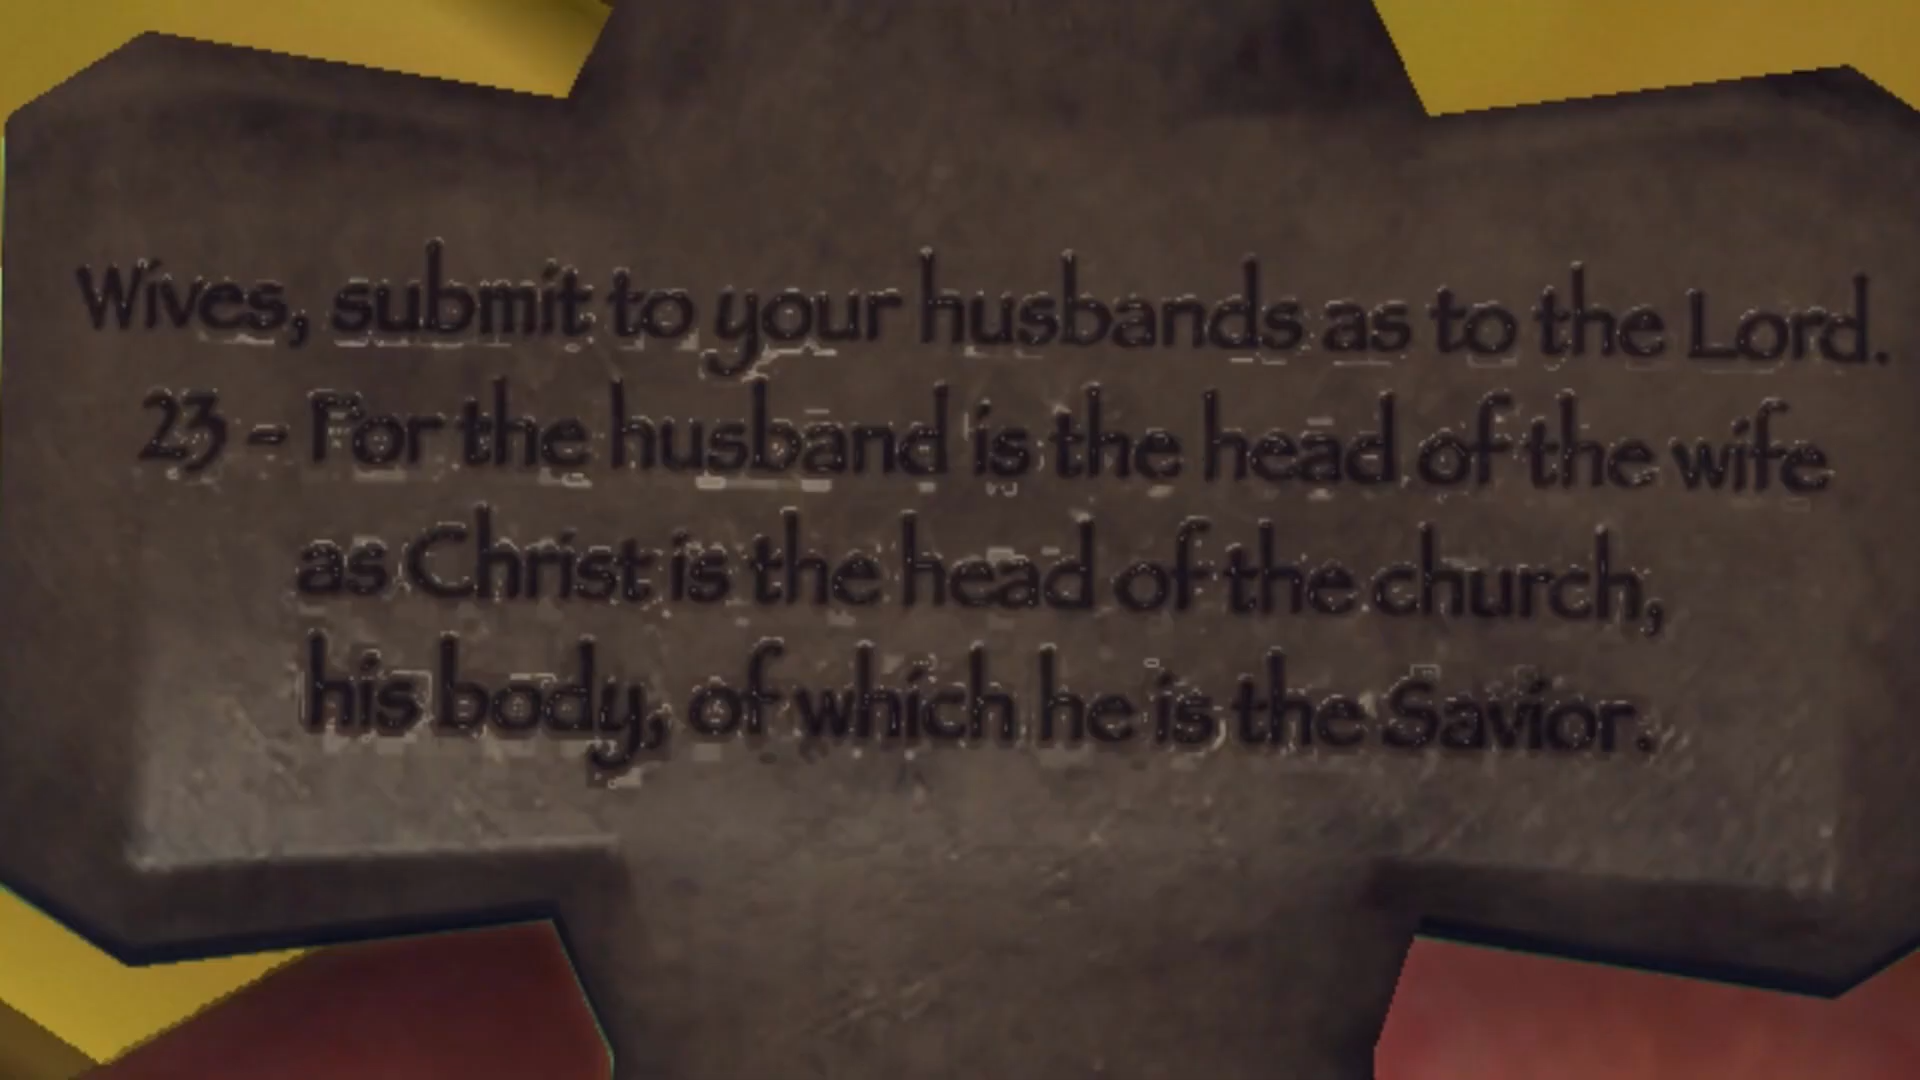 Wives, submit to your husbands as to the Lord.
23 - For the husband is the head of the wife
as Christ is the head of the church,
his body, of which he is the Savior.